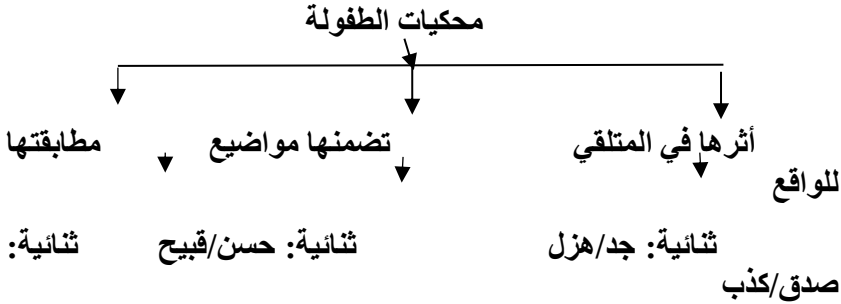 محكيات الطفولة
أثرها في المتلقي تضمنها مواضيع مطابقتها
للواقع
ثنائية: جد/هزل ثنائية: حسن/قبيح ثنائية:
صدق/كذب